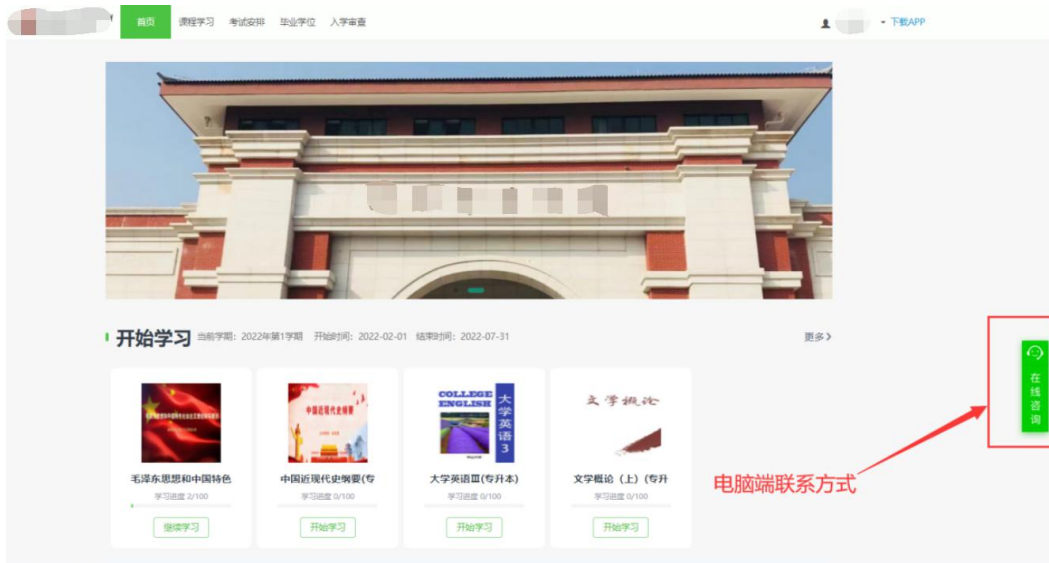 首页 课程学习 考试安排 毕业学位 入学审查 下载APP
开始学习 当前学期：2022年第1学期 开始时间：2022-02-01 结束时间：2022-07-31 更多
在线咨询
中国近现代史纲要
COLLEGE ENGLISH 大学英语3
文学概论
毛泽东思想和中国特色 中国近现代史纲要(专 大学英语Ⅲ(专升本) 文学概论（上）(专升
学习进度 2/100 学习进度 0/100 学习进度 0/100 学习进度 0/100
继续学习 开始学习 开始学习 开始学习
电脑端联系方式